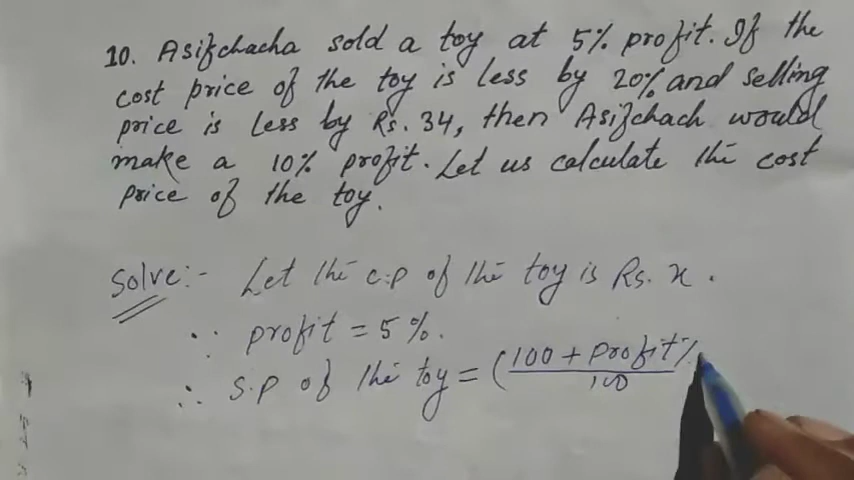 10. Asifchacha sold a toy at 5% profit. If the
cost price of the toy is less by 20% and selling
price is less by Rs. 34, then Asifchach would
make a 10% profit. Let us calculate the cost
price of the toy.
Solve:- Let the c.p of the toy is Rs. x.
∵ profit = 5%.
∴ S.P of the toy = (100 + Profit%
100